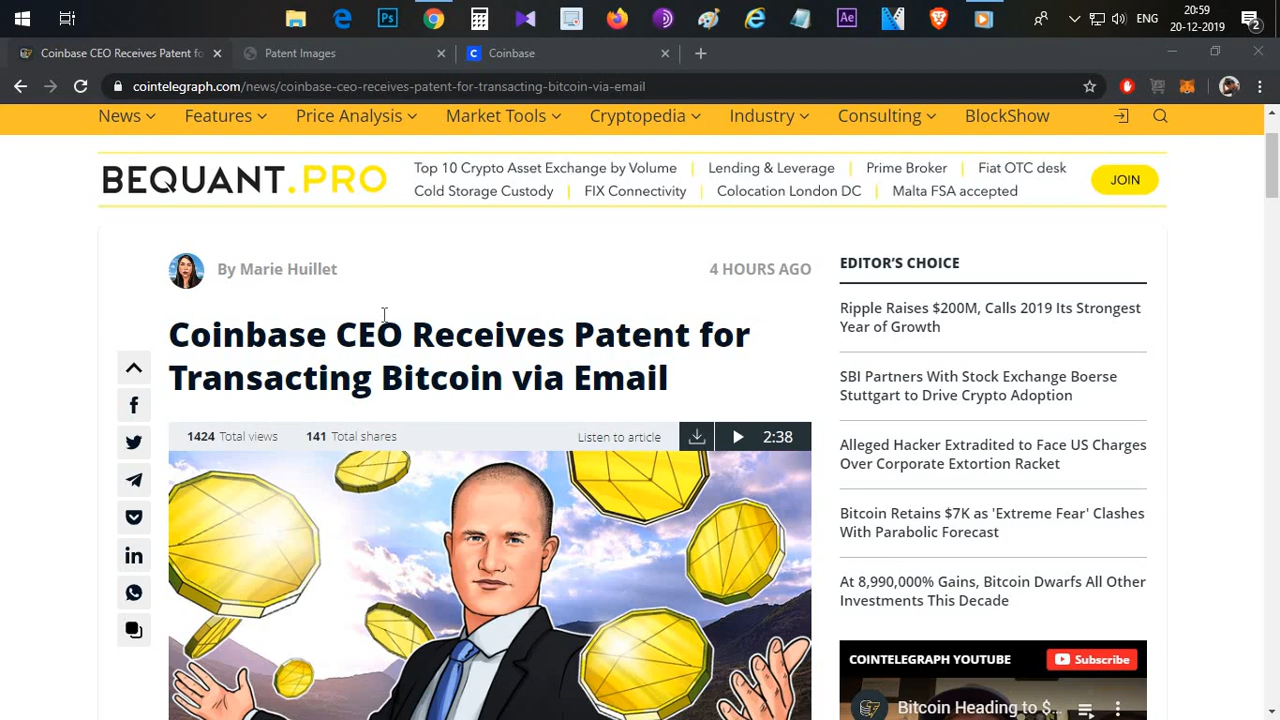 20:59
ENG
20-12-2019
2
Coinbase CEO Receives Patent fo
Patent Images
Coinbase
cointelegraph.com/news/coinbase-ceo-receives-patent-for-transacting-bitcoin-via-email
News Features Price Analysis Market Tools Cryptopedia Industry Consulting BlockShow
BEQUANT.PRO
Top 10 Crypto Asset Exchange by Volume Lending & Leverage Prime Broker Fiat OTC desk
Cold Storage Custody FIX Connectivity Colocation London DC Malta FSA accepted
JOIN
By Marie Huillet
4 HOURS AGO
Coinbase CEO Receives Patent for
Transacting Bitcoin via Email
1424 Total views 141 Total shares Listen to article 2:38
EDITOR'S CHOICE
Ripple Raises $200M, Calls 2019 Its Strongest
Year of Growth
SBI Partners With Stock Exchange Boerse
Stuttgart to Drive Crypto Adoption
Alleged Hacker Extradited to Face US Charges
Over Corporate Extortion Racket
Bitcoin Retains $7K as 'Extreme Fear' Clashes
With Parabolic Forecast
At 8,990,000% Gains, Bitcoin Dwarfs All Other
Investments This Decade
COINTELEGRAPH YOUTUBE
Subscribe
Bitcoin Heading to $...